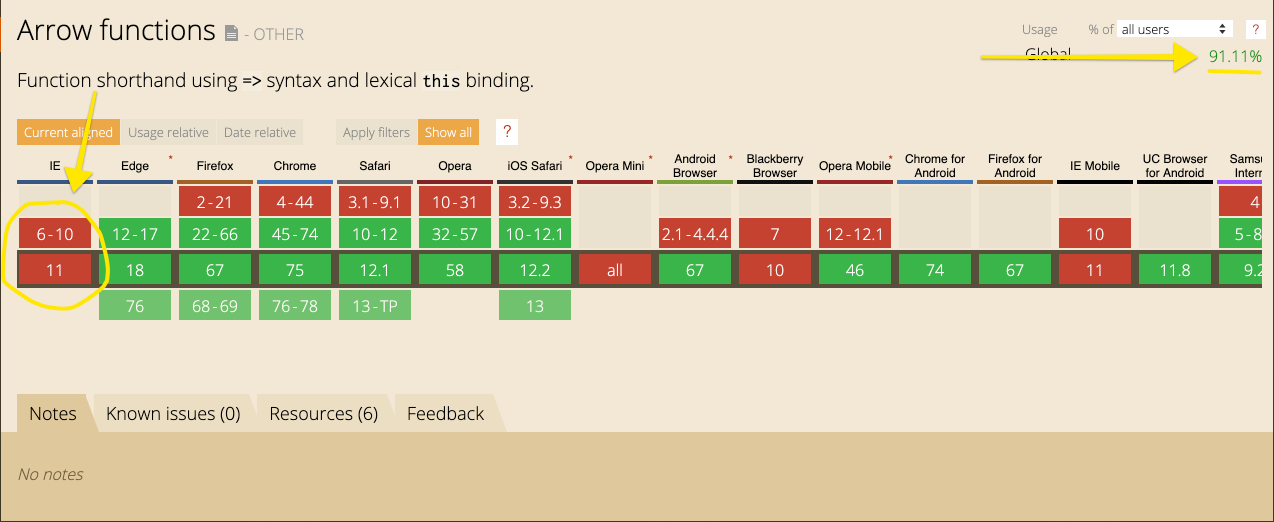 Arrow functions - OTHER
Usage % of all users ?
Global 91.11%
Function shorthand using => syntax and lexical this binding.
Current aligned Usage relative Date relative Apply filters Show all ?
IE Edge * Firefox Chrome Safari Opera iOS Safari * Opera Mini * Android Browser * Blackberry Browser Opera Mobile * Chrome for Android Firefox for Android IE Mobile UC Browser for Android Samsu Intern
2-21 4-44 3.1-9.1 10-31 3.2-9.3 4
6-10 12-17 22-66 45-74 10-12 32-57 10-12.1 2.1-4.4.4 7 12-12.1 10 5-8
11 18 67 75 12.1 58 12.2 all 67 10 46 74 67 11 11.8 9.2
76 68-69 76-78 13-TP 13
Notes Known issues (0) Resources (6) Feedback
No notes